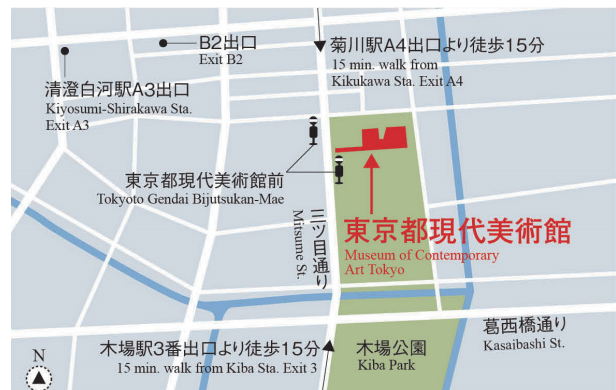 B2出口
Exit B2
菊川駅A4出口より徒歩15分
15 min. walk from
Kikukawa Sta. Exit A4
清澄白河駅A3出口
Kiyosumi-Shirakawa Sta.
Exit A3
東京都現代美術館前
Tokyoto Gendai Bijutsukan-Mae
三ツ目通り
Mitsume St.
東京都現代美術館
Museum of Contemporary
Art Tokyo
葛西橋通り
Kasaibashi St.
木場駅3番出口より徒歩15分
15 min. walk from Kiba Sta. Exit 3
木場公園
Kiba Park
N